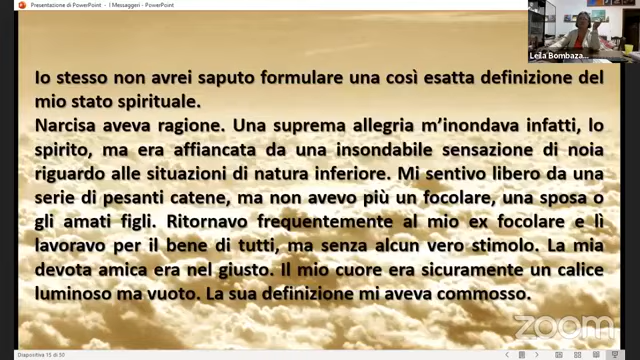 Presentazione di PowerPoint - I Messaggeri - PowerPoint
Leila Bombaza...
Io stesso non avrei saputo formulare una così esatta definizione del
mio stato spirituale.
Narcisa aveva ragione. Una suprema allegria m'inondava infatti, lo
spirito, ma era affiancata da una insondabile sensazione di noia
riguardo alle situazioni di natura inferiore. Mi sentivo libero da una
serie di pesanti catene, ma non avevo più un focolare, una sposa o
gli amati figli. Ritornavo frequentemente al mio ex focolare e lì
lavoravo per il bene di tutti, ma senza alcun vero stimolo. La mia
devota amica era nel giusto. Il mio cuore era sicuramente un calice
luminoso ma vuoto. La sua definizione mi aveva commosso.
zoom
Diapositiva 15 di 50